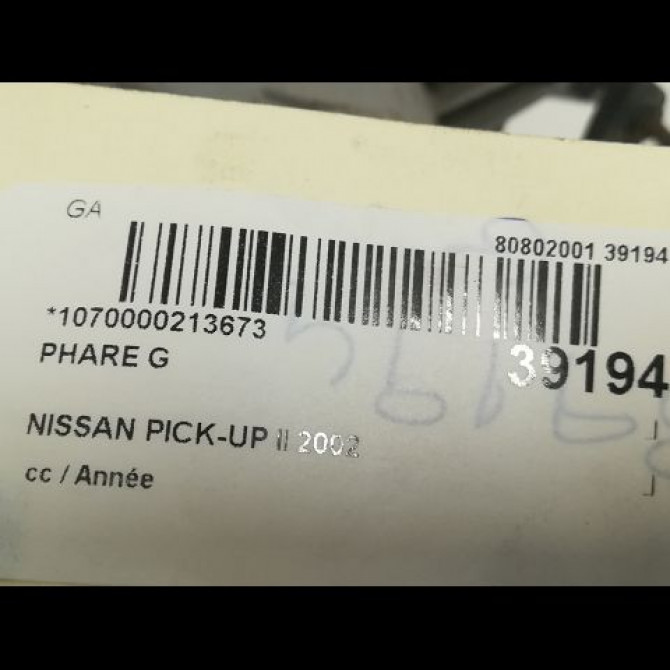 GA
80802001 39194
*1070000213673
39194
PHARE G
NISSAN PICK-UP II 2002
cc / Année